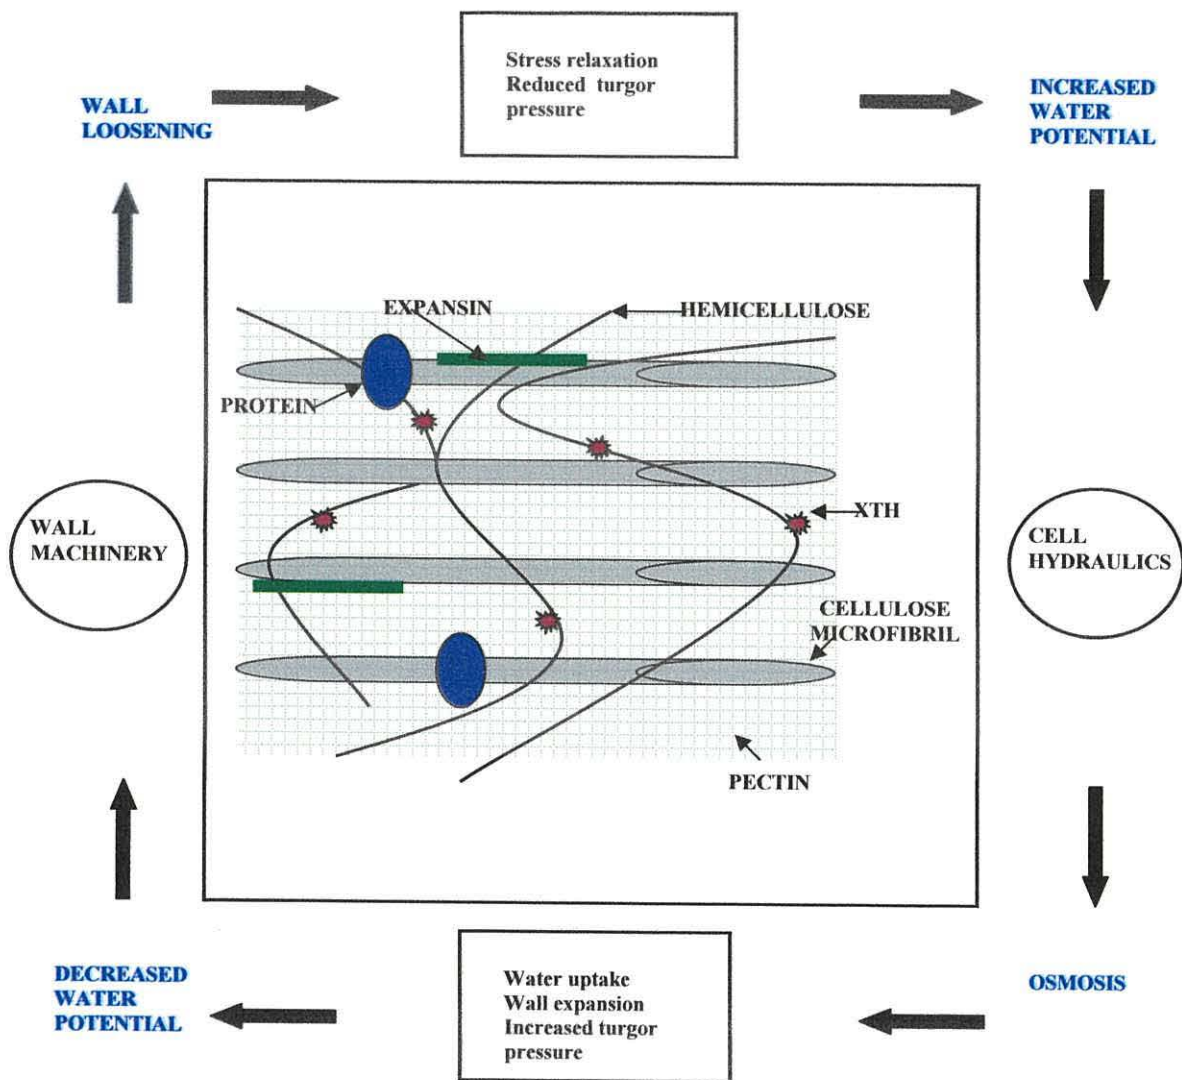 Stress relaxation
Reduced turgor
pressure
WALL
LOOSENING
INCREASED
WATER
POTENTIAL
EXPANSIN
HEMICELLULOSE
PROTEIN
XTH
WALL
MACHINERY
CELL
HYDRAULICS
CELLULOSE
MICROFIBRIL
PECTIN
DECREASED
WATER
POTENTIAL
Water uptake
Wall expansion
Increased turgor
pressure
OSMOSIS